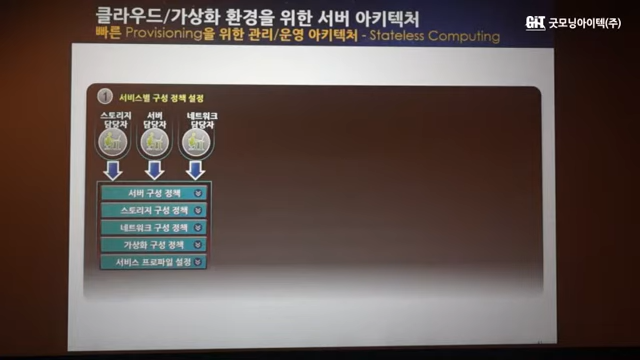 클라우드/가상화 환경을 위한 서버 아키텍처
GIT 굿모닝아이텍(주)
빠른 Provisioning을 위한 관리/운영 아키텍처 - Stateless Computing
1 서비스별 구성 정책 설정
스토리지 담당자
서버 담당자
네트워크 담당자
서버 구성 정책
스토리지 구성 정책
네트워크 구성 정책
가상화 구성 정책
서비스 프로파일 설정